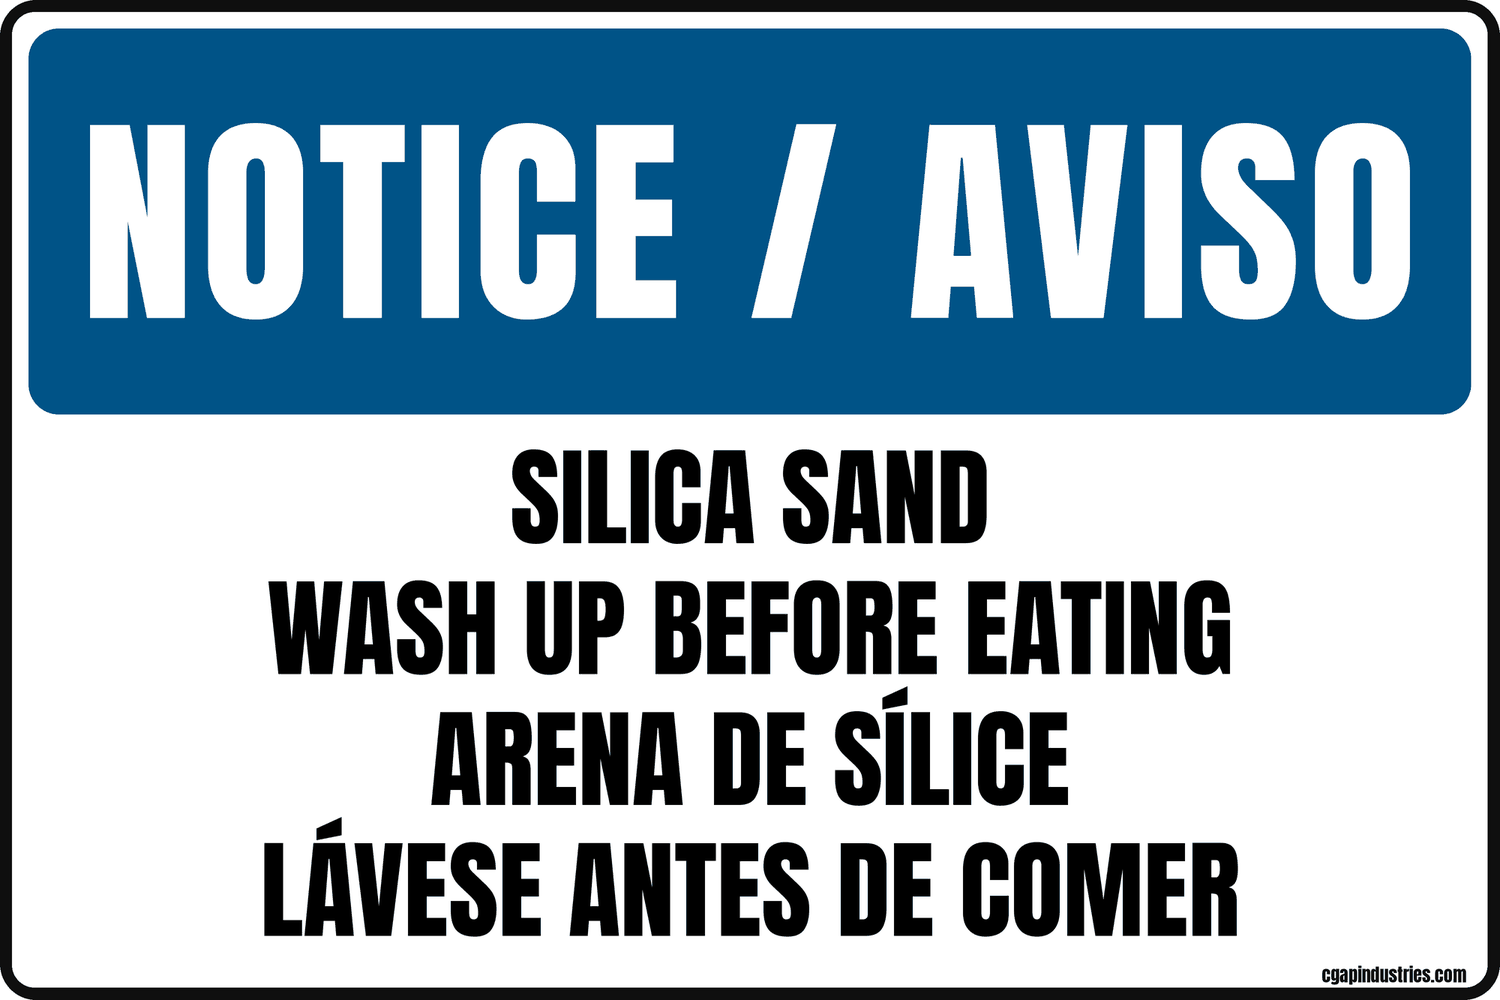 NOTICE / AVISO
SILICA SAND
WASH UP BEFORE EATING
ARENA DE SÍLICE
LÁVESE ANTES DE COMER
cgapindustries.com